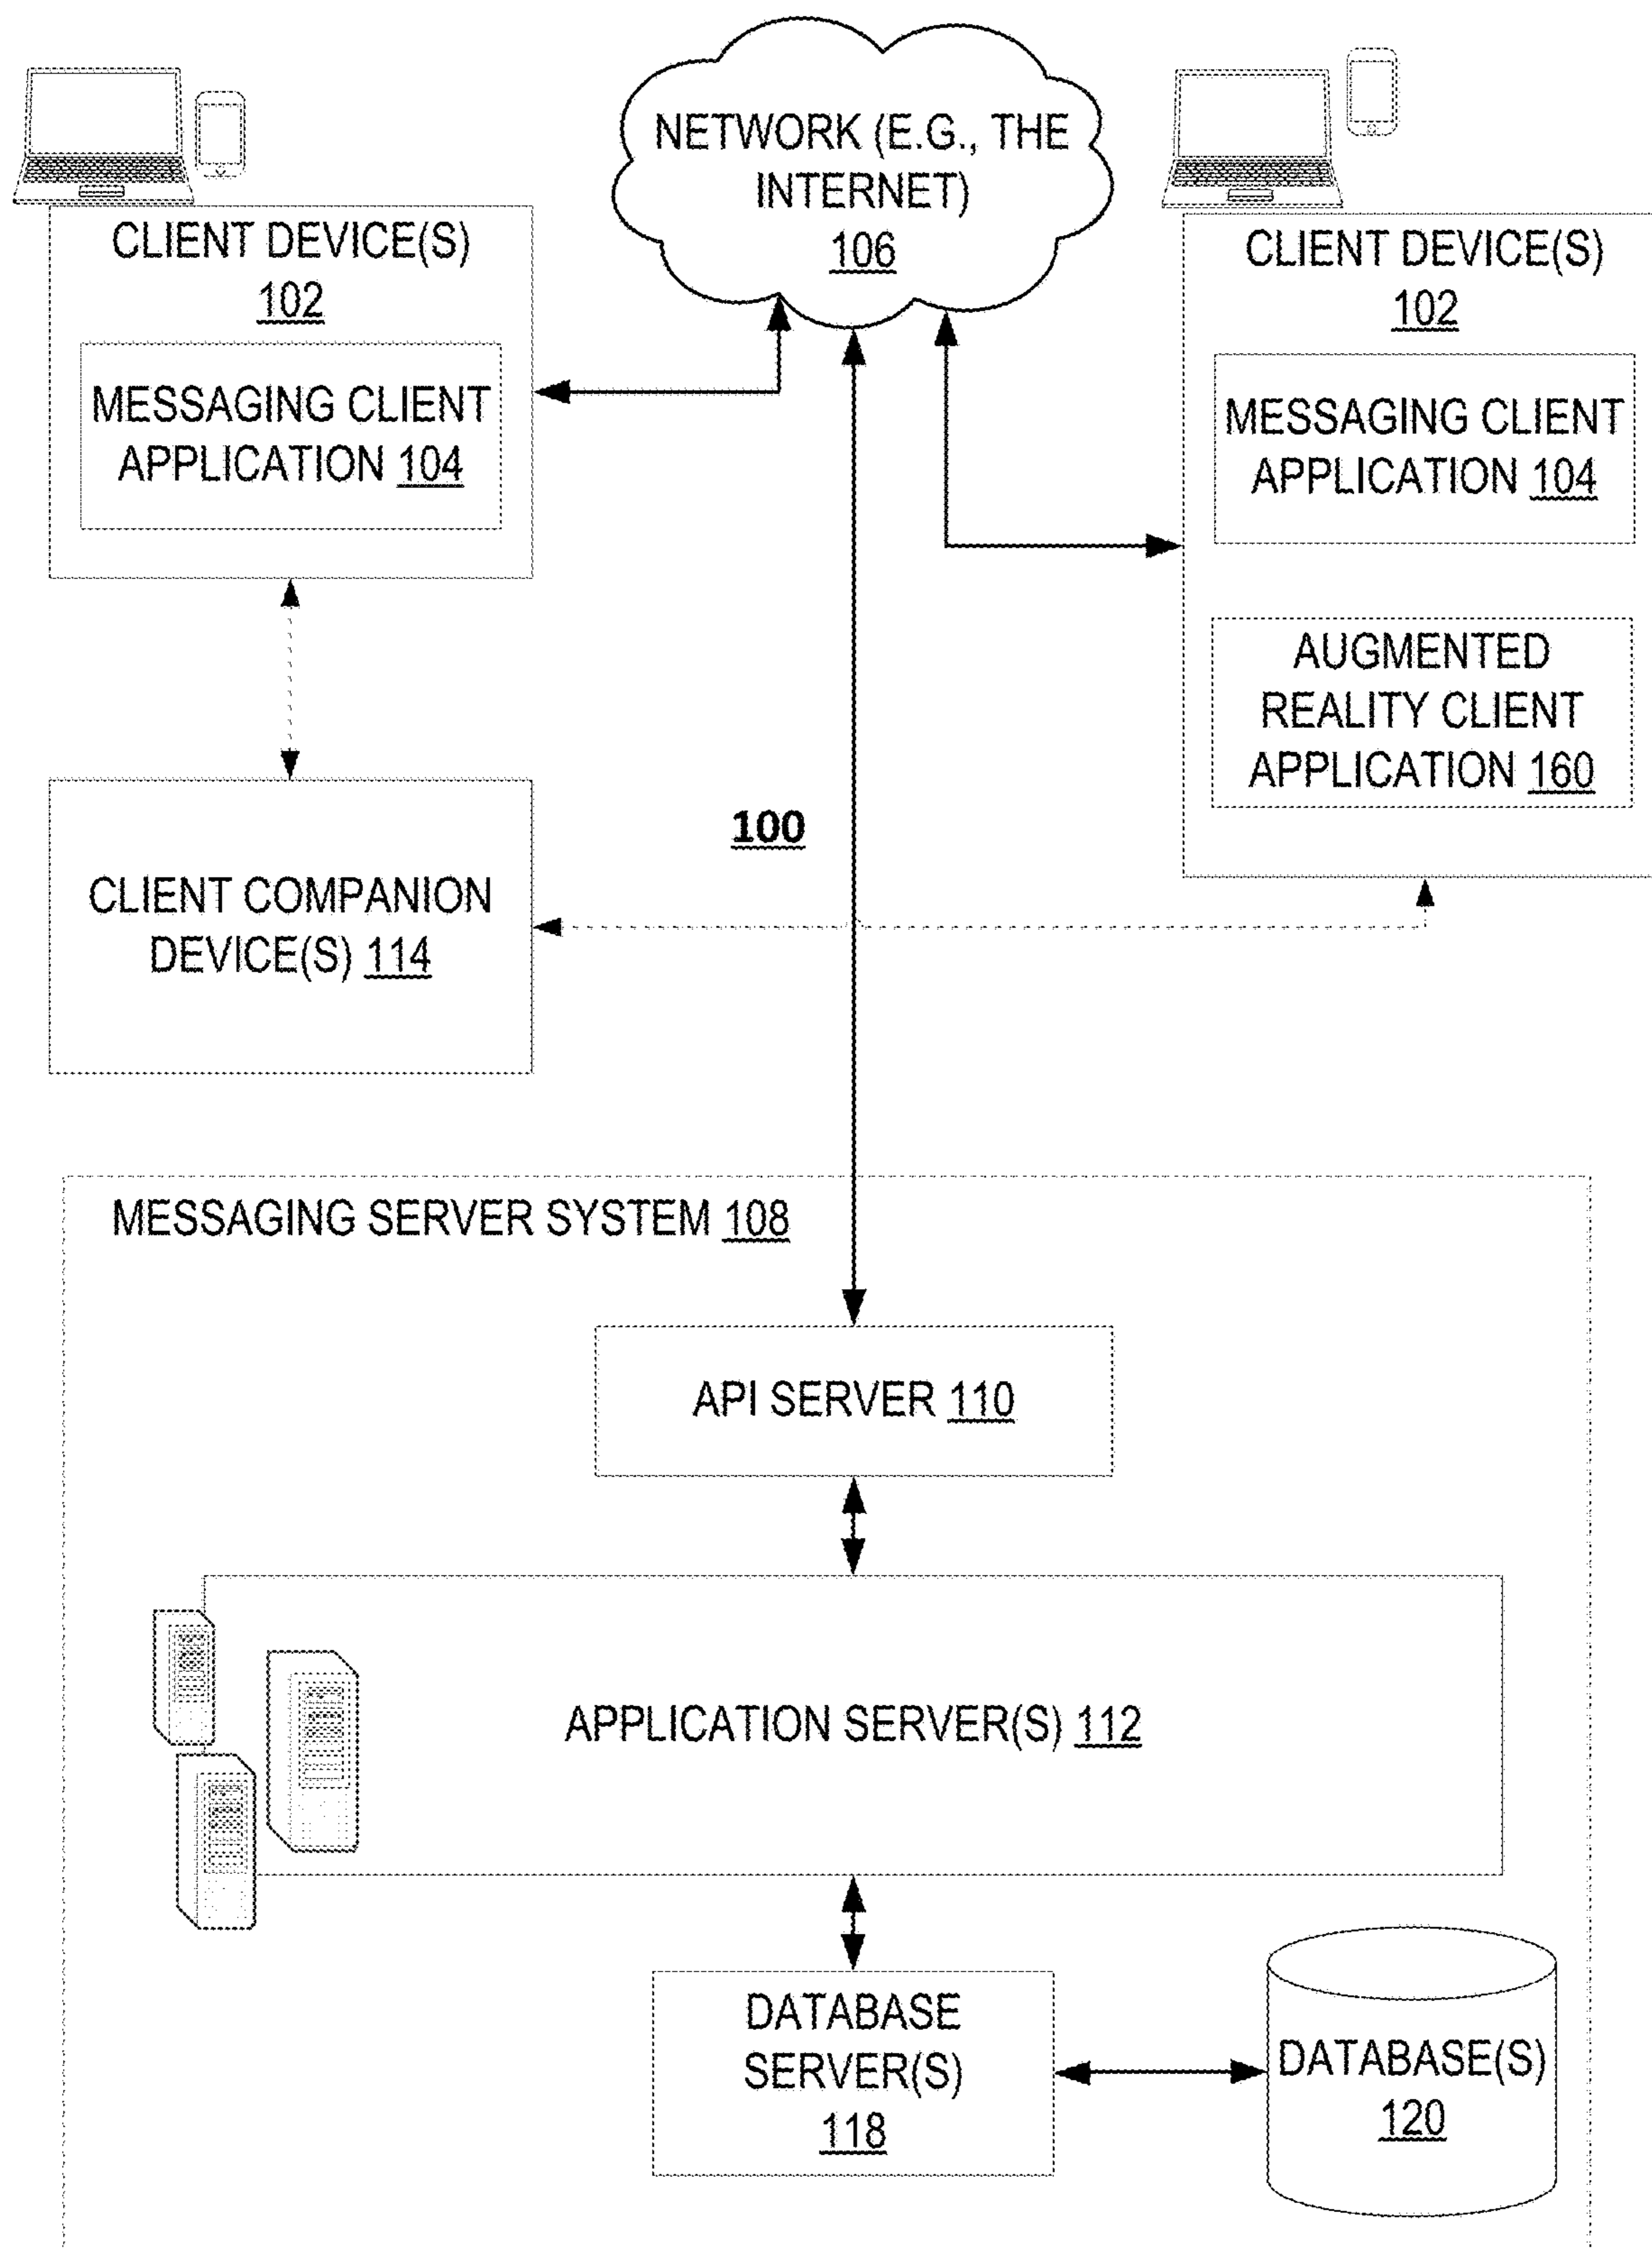 NETWORK (E.G., THE
INTERNET)
106
CLIENT DEVICE(S)
102
MESSAGING CLIENT
APPLICATION 104
CLIENT DEVICE(S)
102
MESSAGING CLIENT
APPLICATION 104
AUGMENTED
REALITY CLIENT
APPLICATION 160
100
CLIENT COMPANION
DEVICE(S) 114
MESSAGING SERVER SYSTEM 108
API SERVER 110
APPLICATION SERVER(S) 112
DATABASE
SERVER(S)
118
DATABASE(S)
120